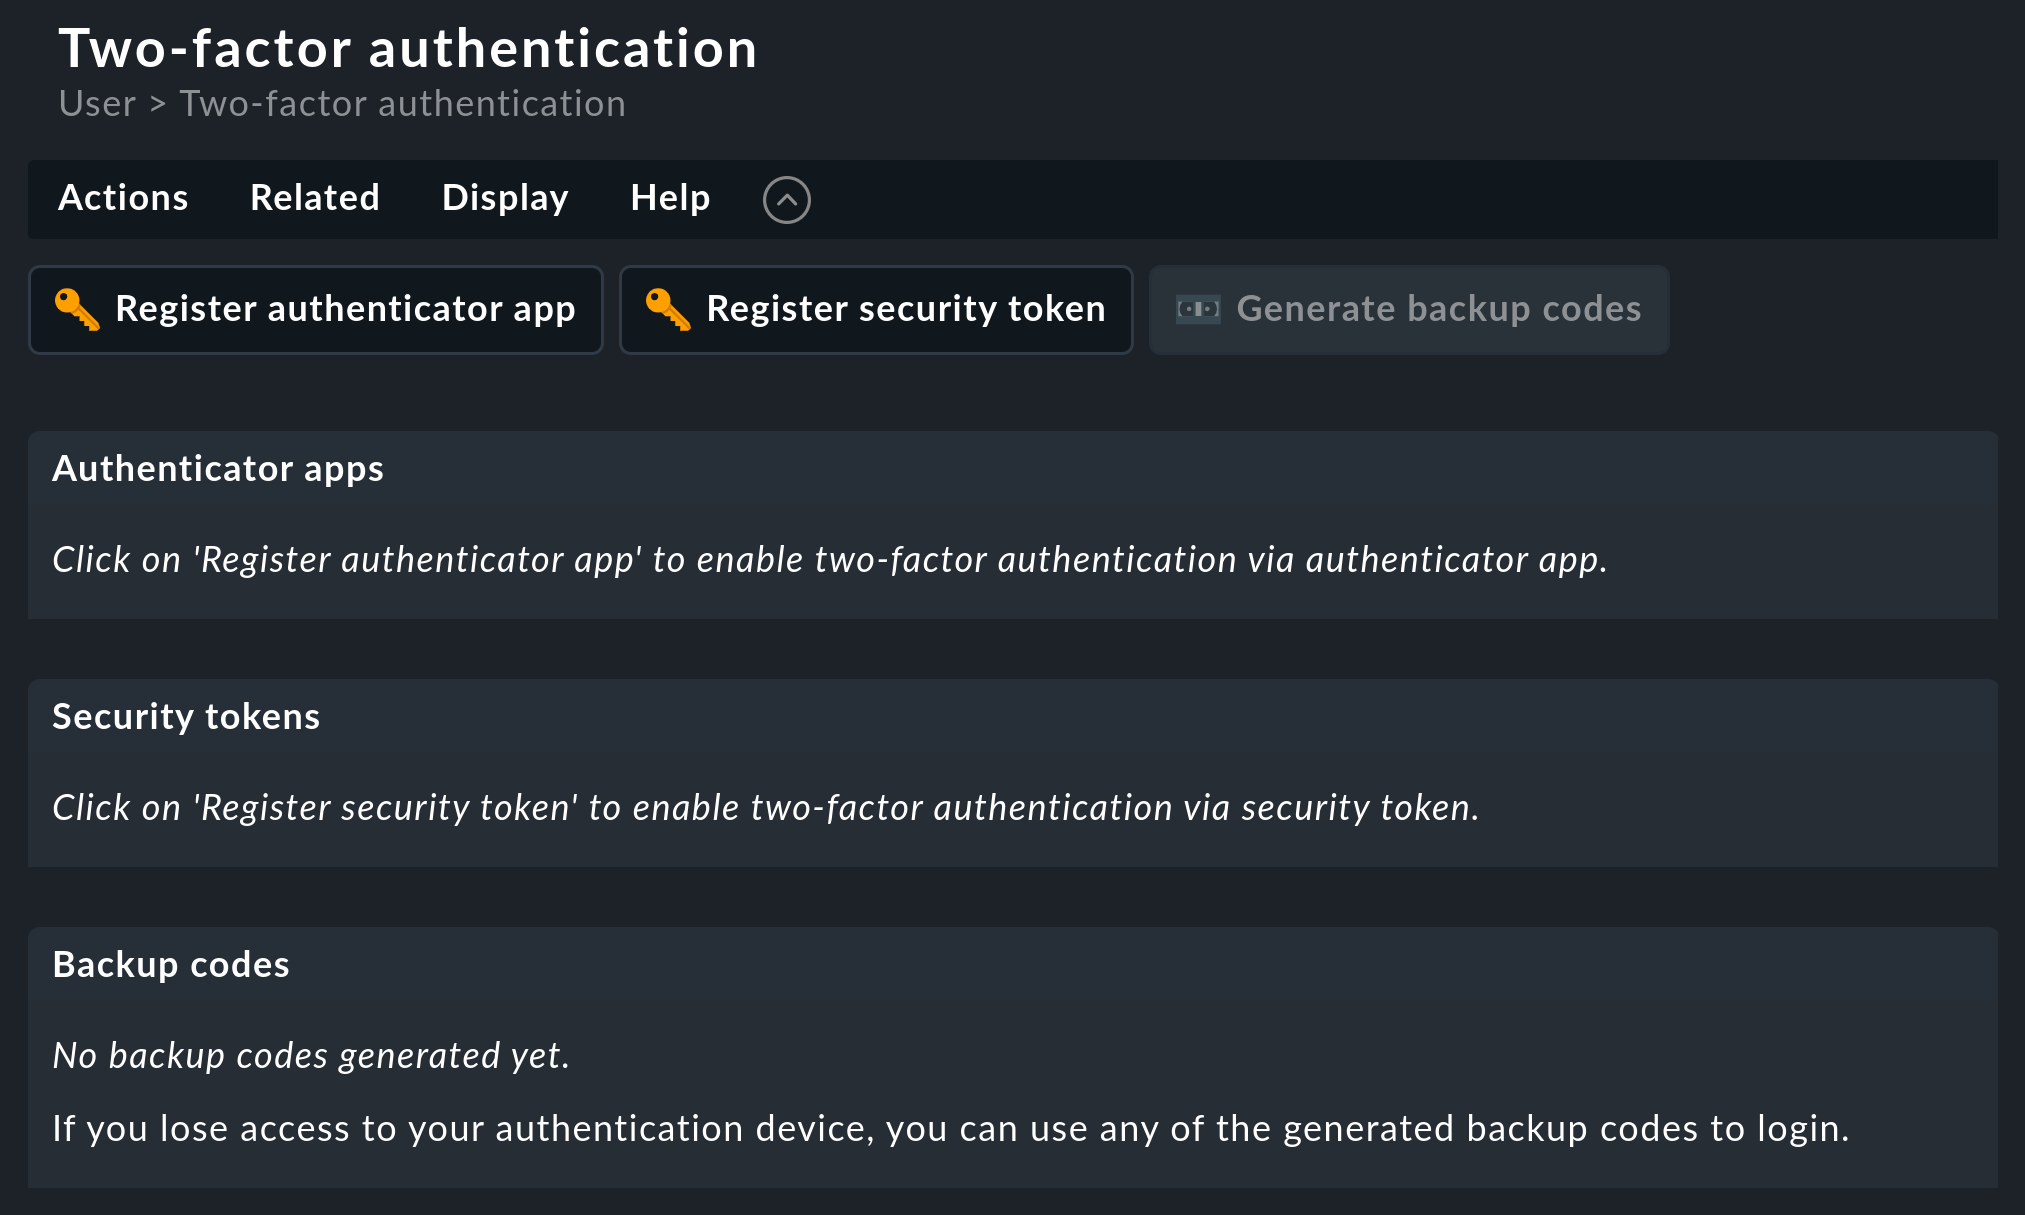 Two-factor authentication
User > Two-factor authentication
Actions Related Display Help
Register authenticator app Register security token Generate backup codes
Authenticator apps
Click on 'Register authenticator app' to enable two-factor authentication via authenticator app.
Security tokens
Click on 'Register security token' to enable two-factor authentication via security token.
Backup codes
No backup codes generated yet.
If you lose access to your authentication device, you can use any of the generated backup codes to login.